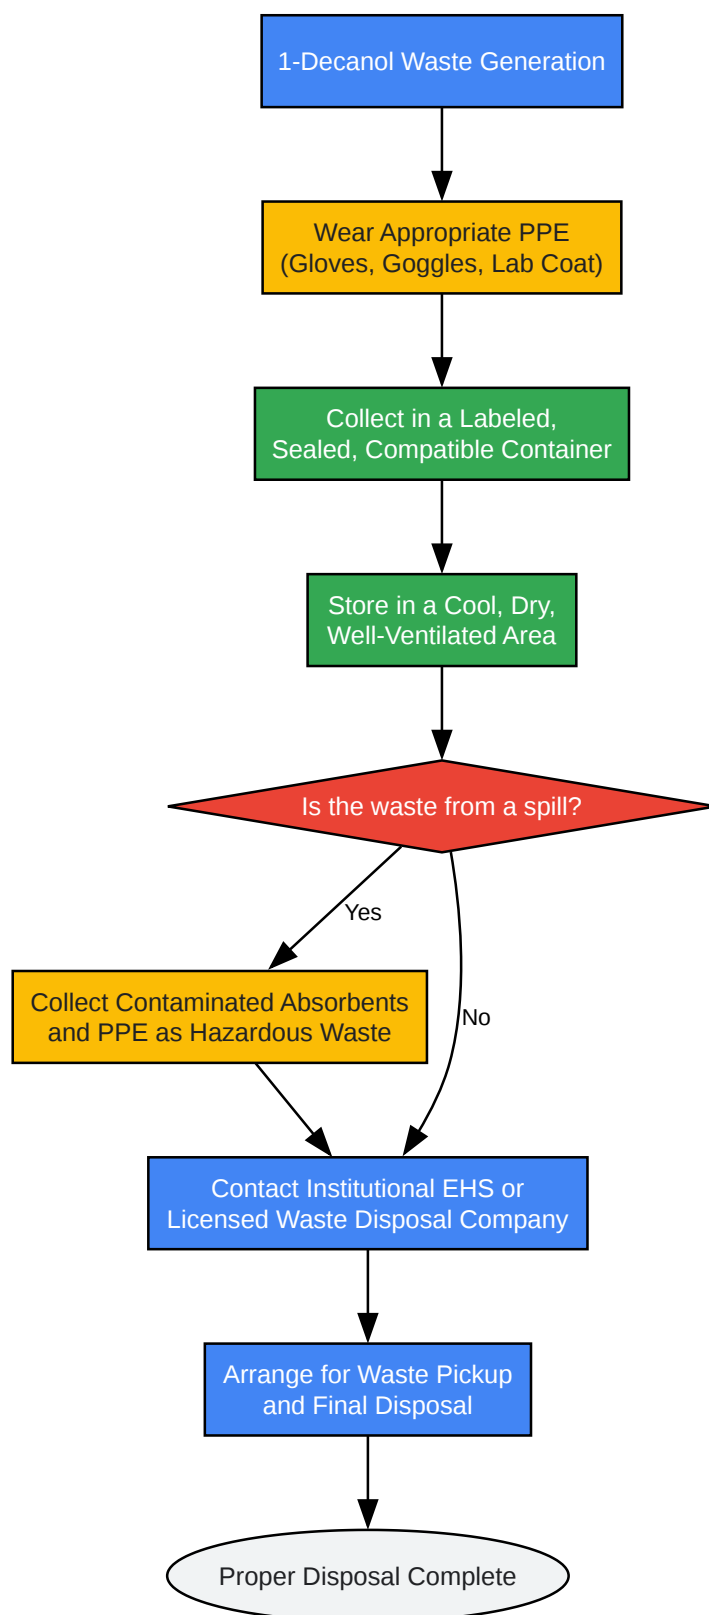 1-Decanol Waste Generation
Wear Appropriate PPE
(Gloves, Goggles, Lab Coat)
Collect in a Labeled,
Sealed, Compatible Container
Store in a Cool, Dry,
Well-Ventilated Area
Is the waste from a spill?
Yes
Collect Contaminated Absorbents
and PPE as Hazardous Waste
No
Contact Institutional EHS or
Licensed Waste Disposal Company
Arrange for Waste Pickup
and Final Disposal
Proper Disposal Complete